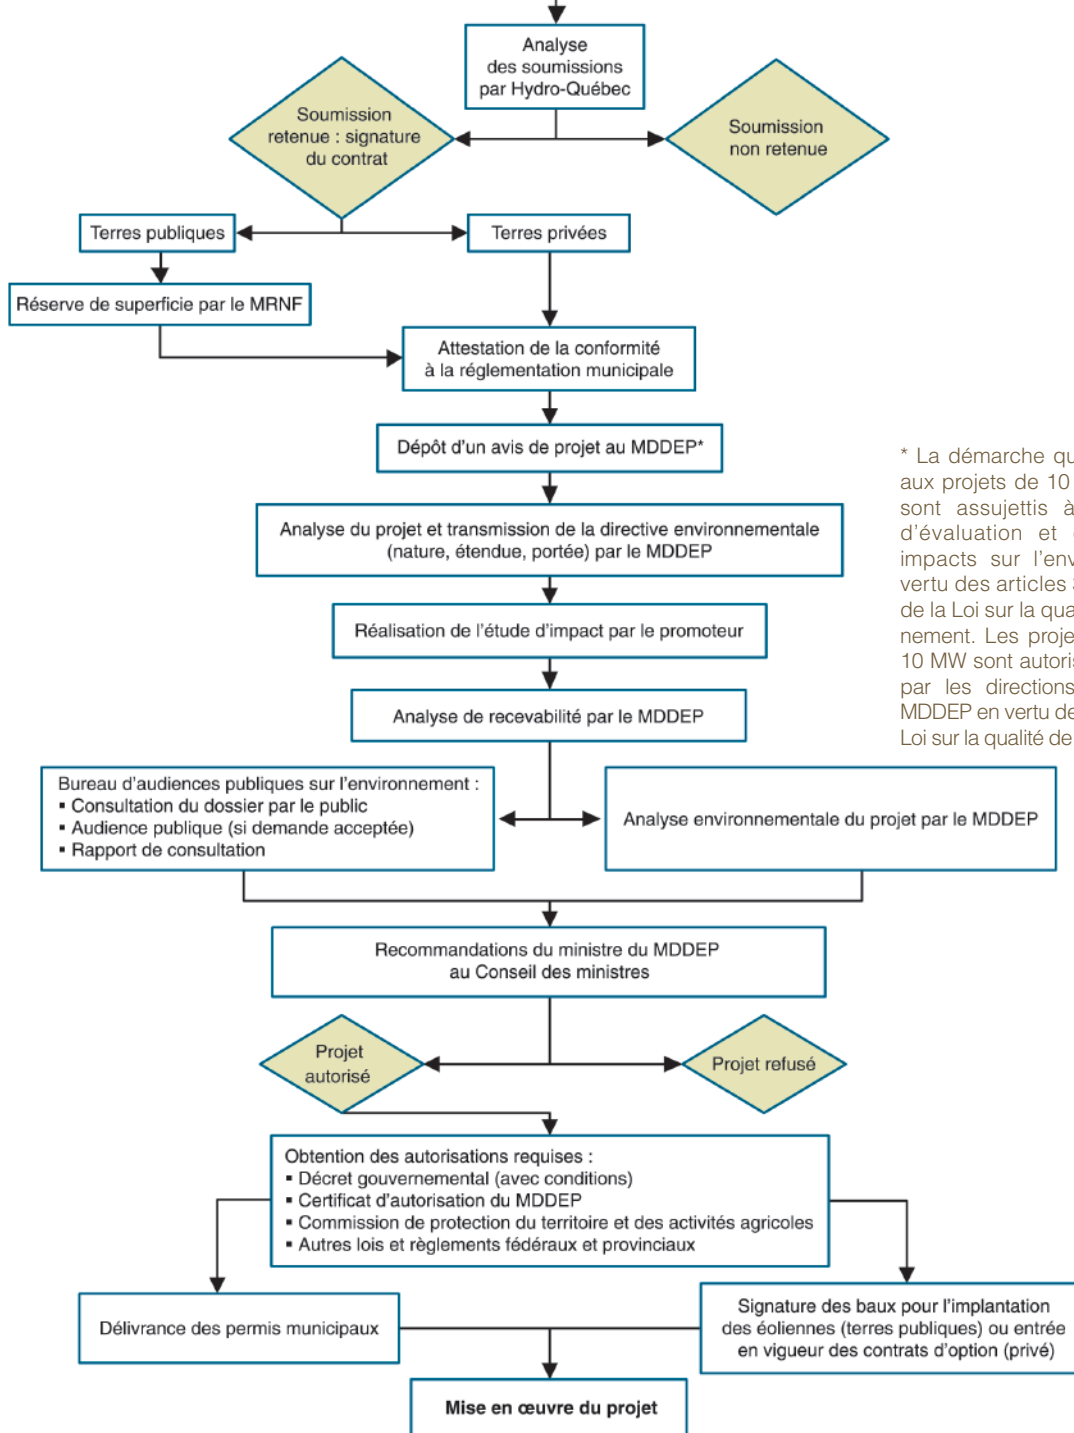 Analyse
des soumissions
par Hydro-Québec
Soumission
retenue : signature
du contrat
Soumission
non retenue
Terres publiques
Terres privées
Réserve de superficie par le MRNF
Attestation de la conformité
à la réglementation municipale
Dépôt d'un avis de projet au MDDEP*
* La démarche qu
aux projets de 10
sont assujettis à
d'évaluation et
impacts sur l'env
vertu des articles
de la Loi sur la qua
nement. Les proje
10 MW sont autoris
par les directions
MDDEP en vertu de
Loi sur la qualité de
Analyse du projet et transmission de la directive environnementale
(nature, étendue, portée) par le MDDEP
Réalisation de l'étude d'impact par le promoteur
Analyse de recevabilité par le MDDEP
Bureau d'audiences publiques sur l'environnement :
▪ Consultation du dossier par le public
▪ Audience publique (si demande acceptée)
▪ Rapport de consultation
Analyse environnementale du projet par le MDDEP
Recommandations du ministre du MDDEP
au Conseil des ministres
Projet
autorisé
Projet refusé
Obtention des autorisations requises :
▪ Décret gouvernemental (avec conditions)
▪ Certificat d'autorisation du MDDEP
▪ Commission de protection du territoire et des activités agricoles
▪ Autres lois et règlements fédéraux et provinciaux
Délivrance des permis municipaux
Signature des baux pour l'implantation
des éoliennes (terres publiques) ou entrée
en vigueur des contrats d'option (privé)
Mise en œuvre du projet